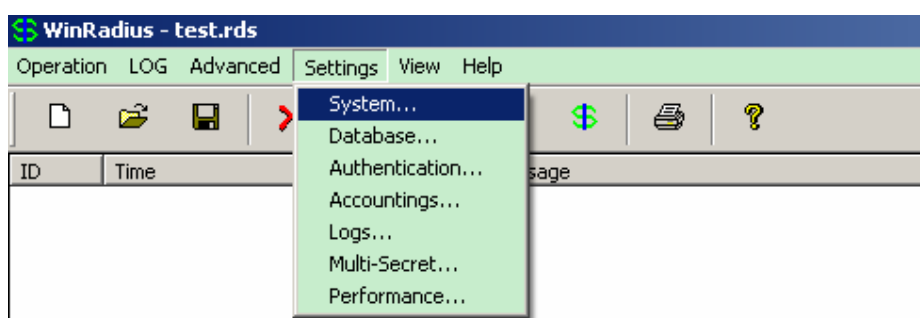 WinRadius - test.rds
Operation LOG Advanced Settings View Help
System...
Database...
ID Time sage
Authentication...
Accountings...
Logs...
Multi-Secret...
Performance...